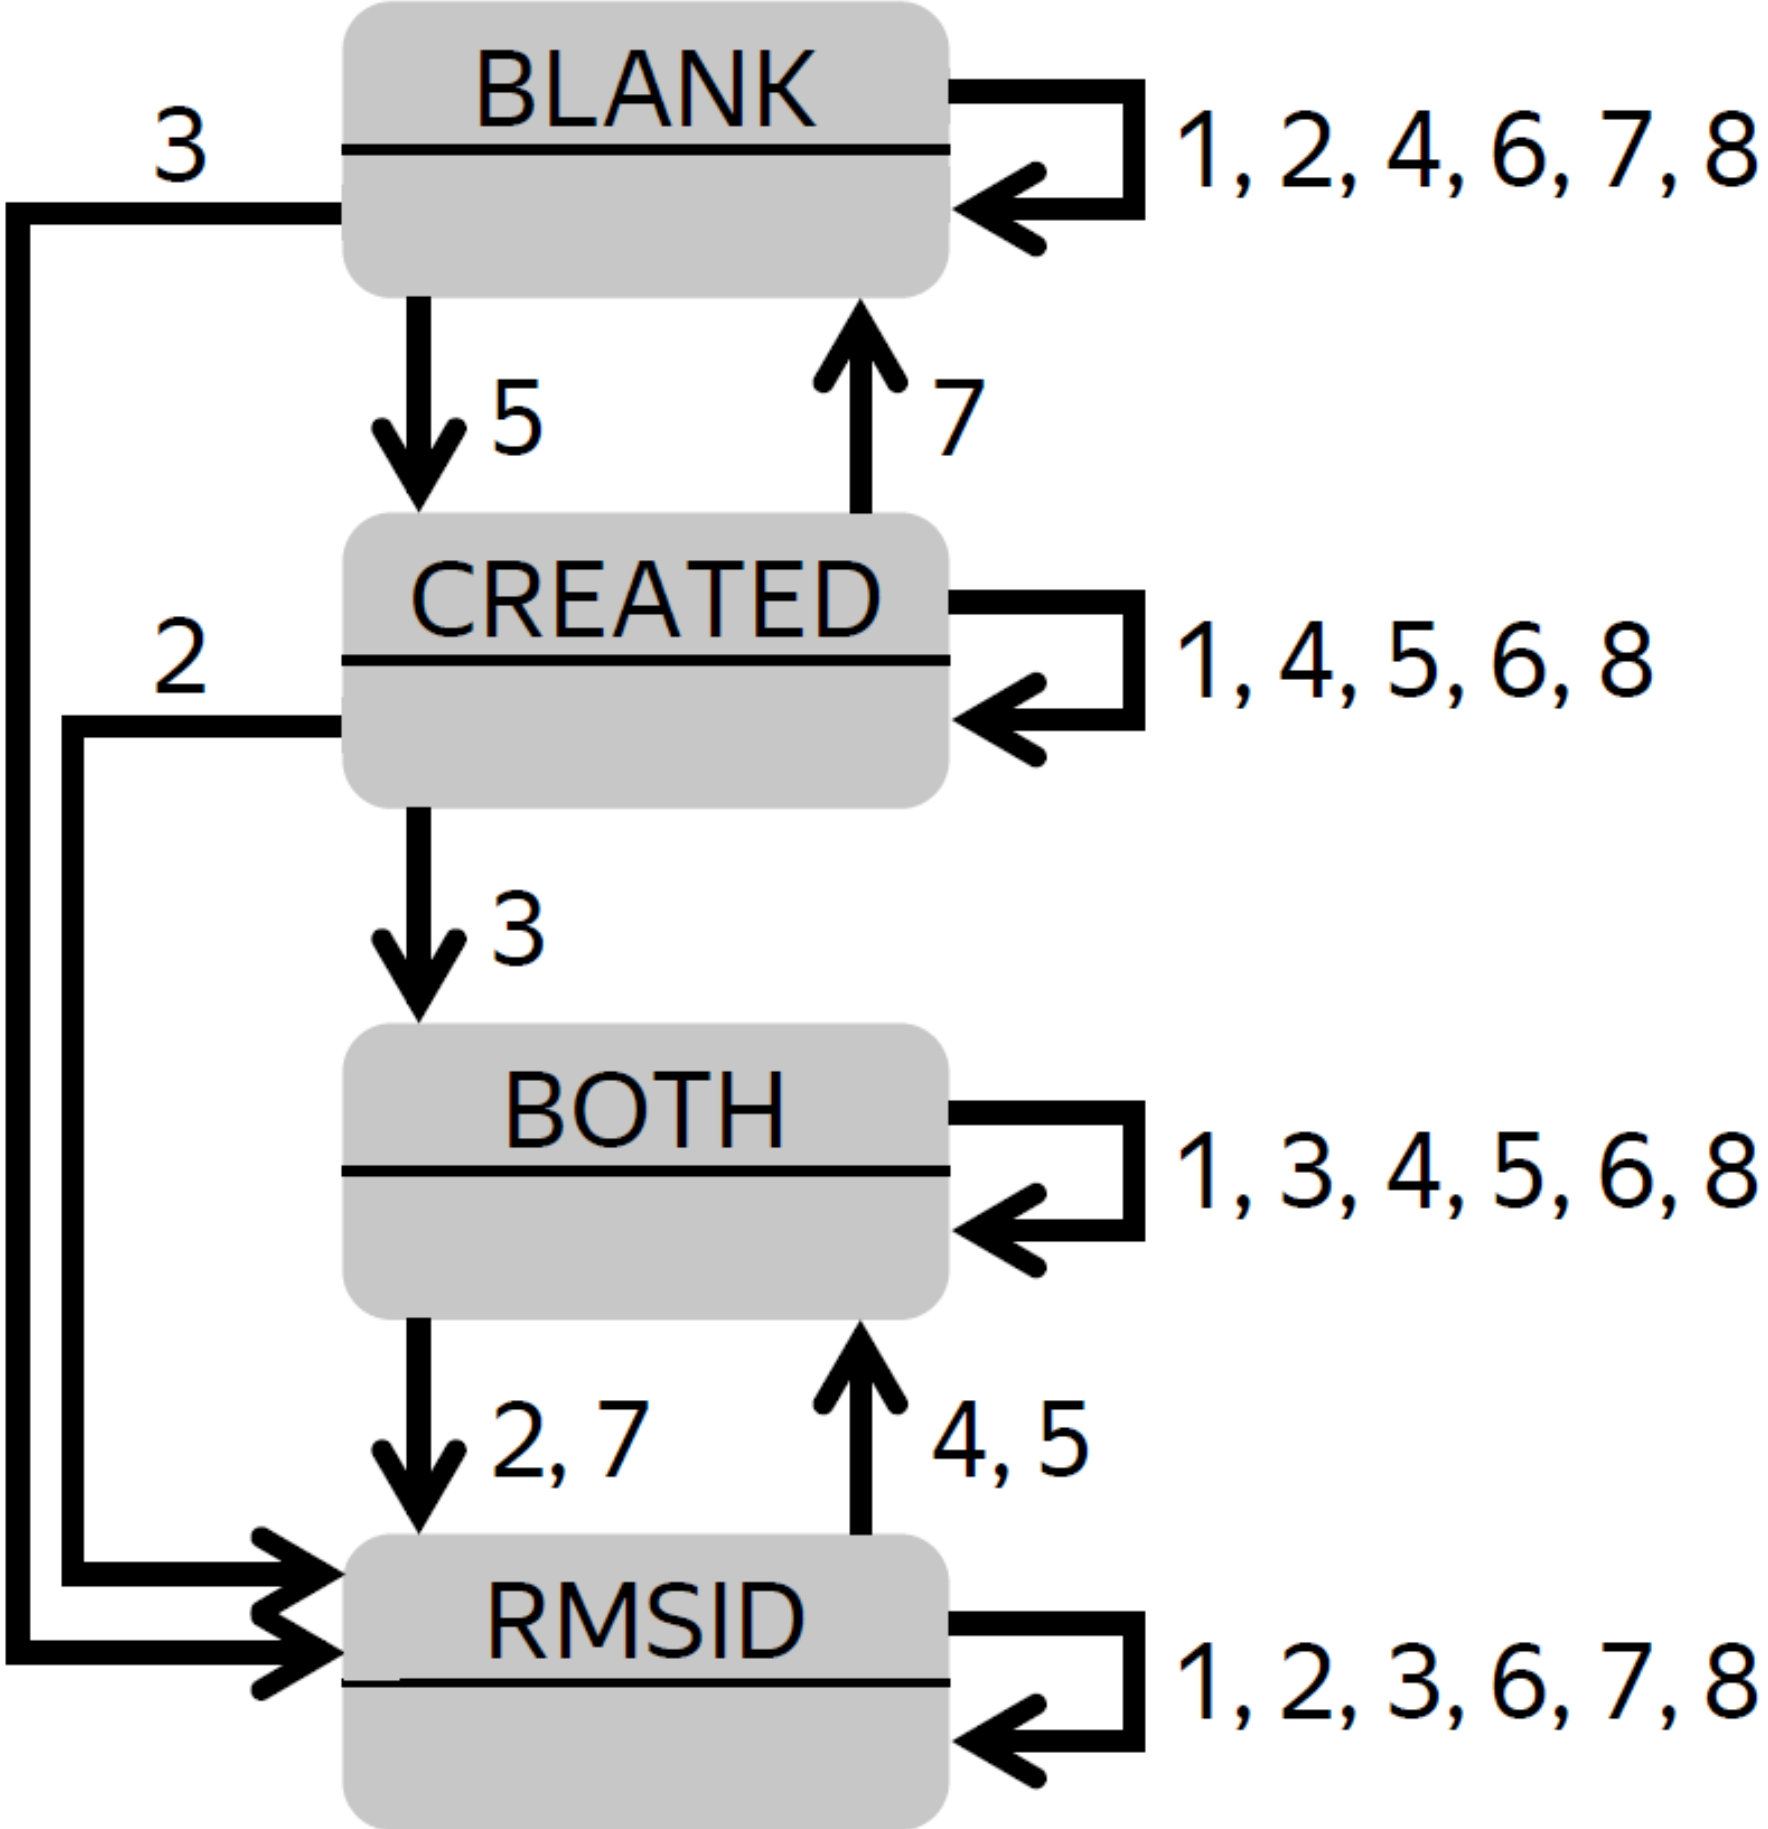 BLANK
3
1, 2, 4, 6, 7, 8
5
7
CREATED
2
1, 4, 5, 6, 8
3
BOTH
1, 3, 4, 5, 6, 8
2, 7
4, 5
RMSID
1, 2, 3, 6, 7, 8